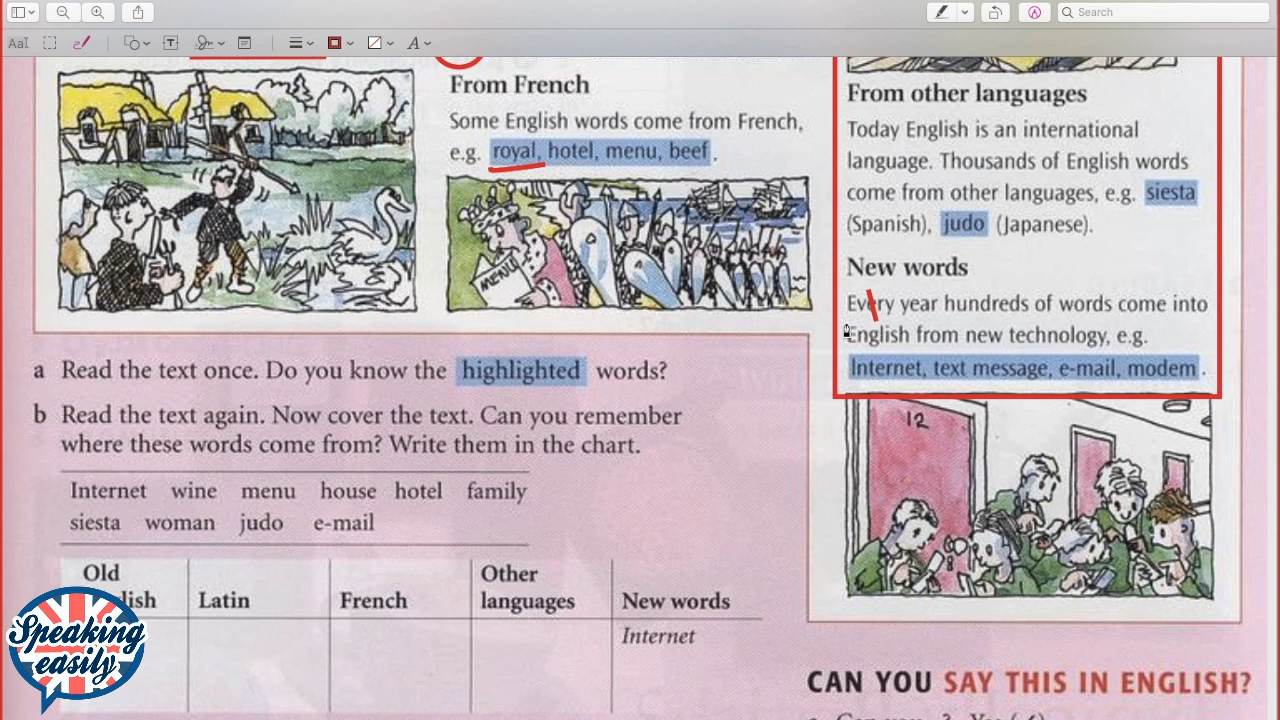 Search
AaI
T
A
From French
Some English words come from French,
e.g. royal, hotel, menu, beef.
MENU
From other languages
Today English is an international
language. Thousands of English words
come from other languages, e.g. siesta
(Spanish), judo (Japanese).
New words
Every year hundreds of words come into
English from new technology, e.g.
Internet, text message, e-mail, modem.
12
a Read the text once. Do you know the highlighted words?
b Read the text again. Now cover the text. Can you remember
where these words come from? Write them in the chart.
Internet wine menu house hotel family
siesta woman judo e-mail
Old
lish Latin French Other
languages New words
Internet
Speaking
easily
CAN YOU SAY THIS IN ENGLISH?